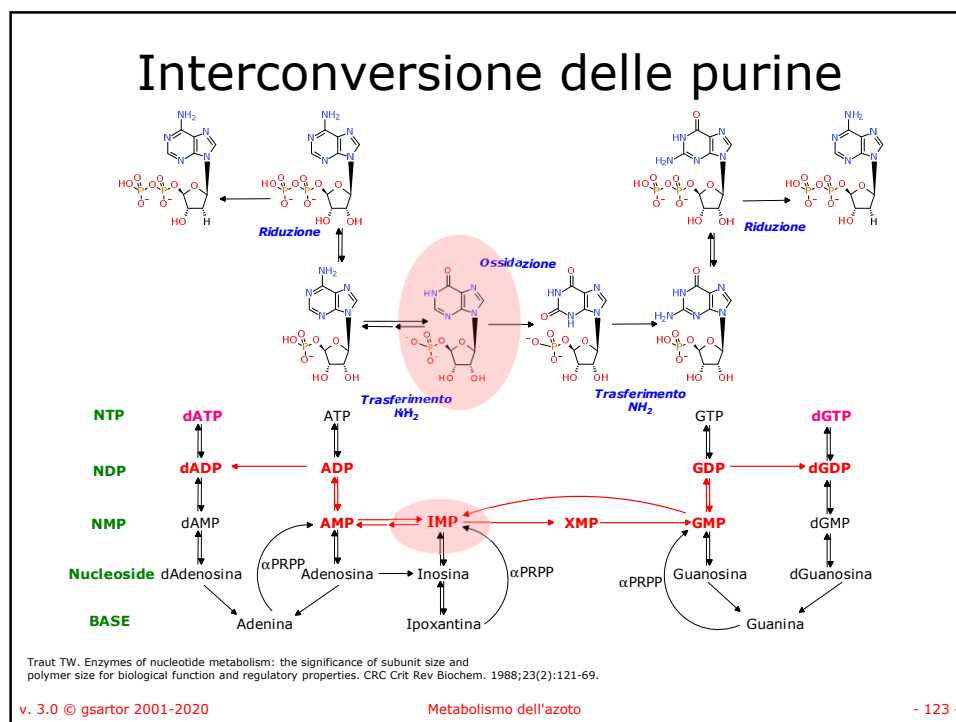 Interconversione delle purine
Riduzione
Riduzione
Ossidazione
Trasferimento
NH₂
Trasferimento
NH₂
NTP dATP ATP GTP dGTP
NDP dADP ADP GDP dGDP
NMP dAMP AMP IMP XMP GMP dGMP
αPRPP αPRPP αPRPP
Nucleoside dAdenosina Adenosina Inosina Guanosina dGuanosina
BASE Adenina Ipoxantina Guanina
Traut TW. Enzymes of nucleotide metabolism: the significance of subunit size and
polymer size for biological function and regulatory properties. CRC Crit Rev Biochem. 1988;23(2):121-69.
v. 3.0 © gsartor 2001-2020 Metabolismo dell'azoto - 123 -